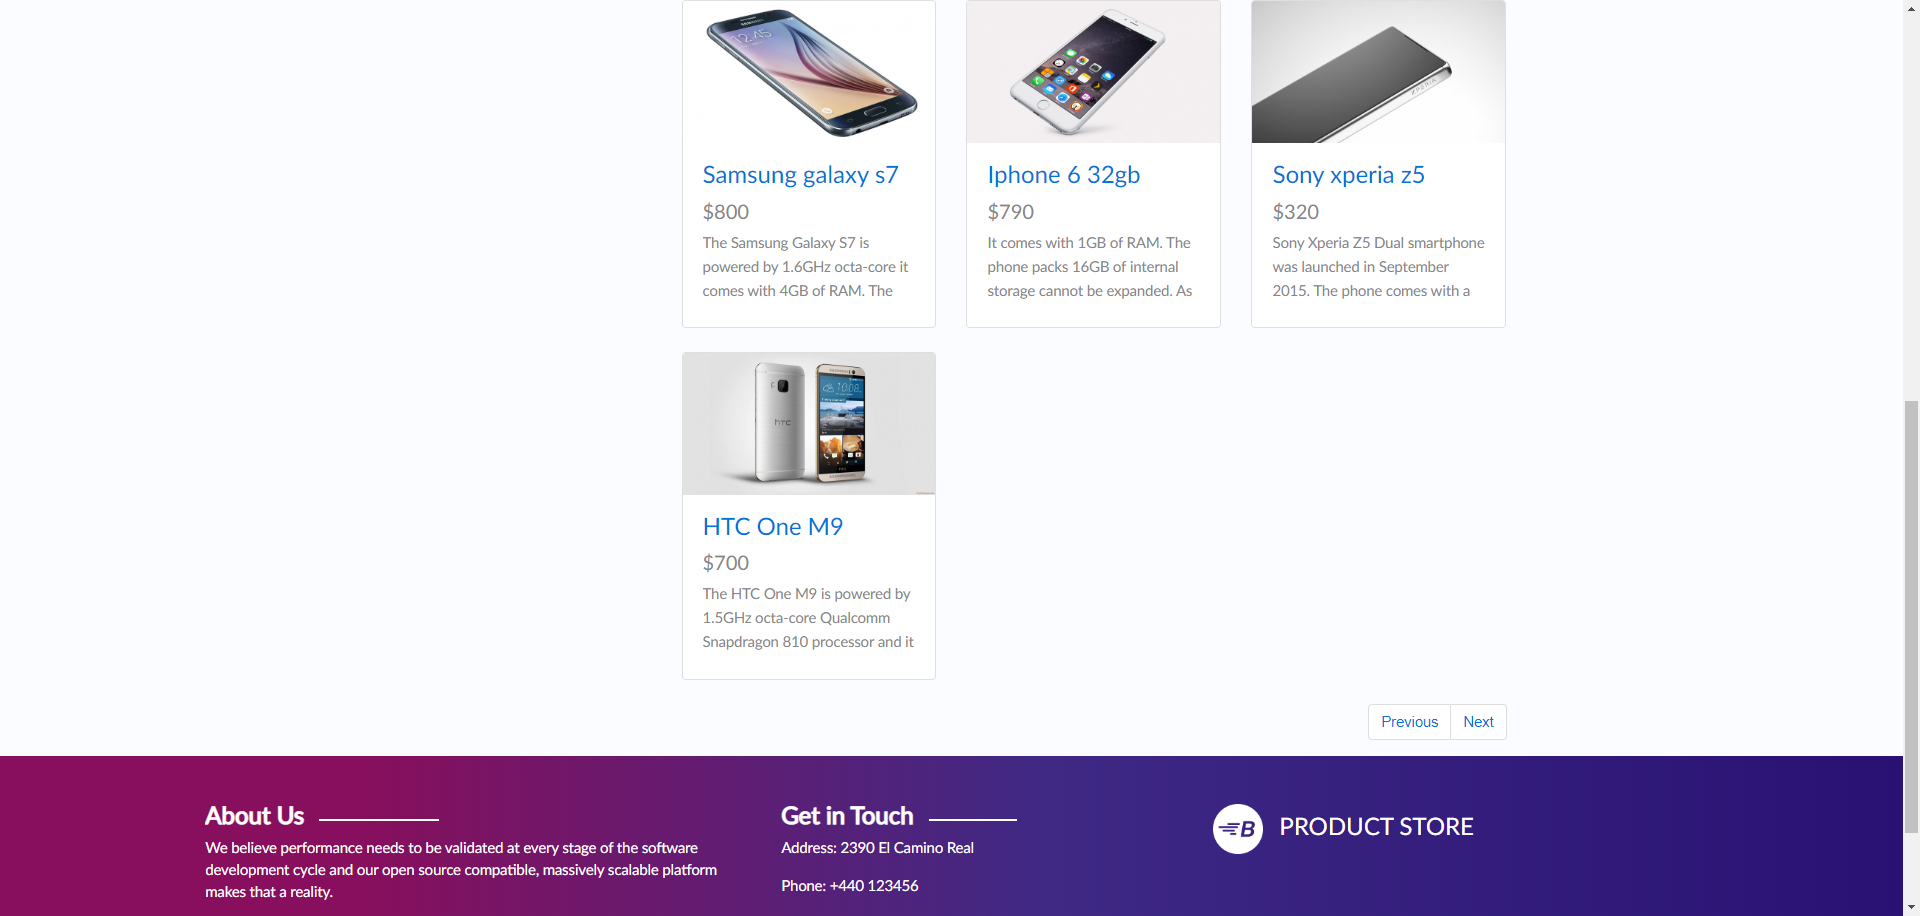 12:45
XPERIA
Samsung galaxy s7
$800
The Samsung Galaxy S7 is
powered by 1.6GHz octa-core it
comes with 4GB of RAM. The
Iphone 6 32gb
$790
It comes with 1GB of RAM. The
phone packs 16GB of internal
storage cannot be expanded. As
Sony xperia z5
$320
Sony Xperia Z5 Dual smartphone
was launched in September
2015. The phone comes with a
hTC
10:08
HTC One M9
$700
The HTC One M9 is powered by
1.5GHz octa-core Qualcomm
Snapdragon 810 processor and it
Previous
Next
About Us
We believe performance needs to be validated at every stage of the software
development cycle and our open source compatible, massively scalable platform
makes that a reality.
Get in Touch
Address: 2390 El Camino Real
Phone: +440 123456
B
PRODUCT STORE